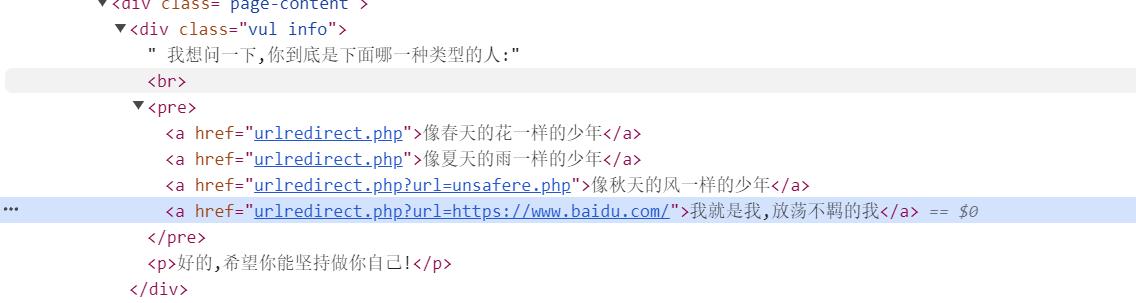 <div class="page-content">
<div class="vul info">
" 我想问一下,你到底是下面哪一种类型的人:"
<br>
<pre>
<a href="urlredirect.php">像春天的花一样的少年</a>
<a href="urlredirect.php">像夏天的雨一样的少年</a>
<a href="urlredirect.php?url=unsafere.php">像秋天的风一样的少年</a>
<a href="urlredirect.php?url=https://www.baidu.com/">我就是我,放荡不羁的我</a> == $0
</pre>
<p>好的,希望你能坚持做你自己!</p>
</div>